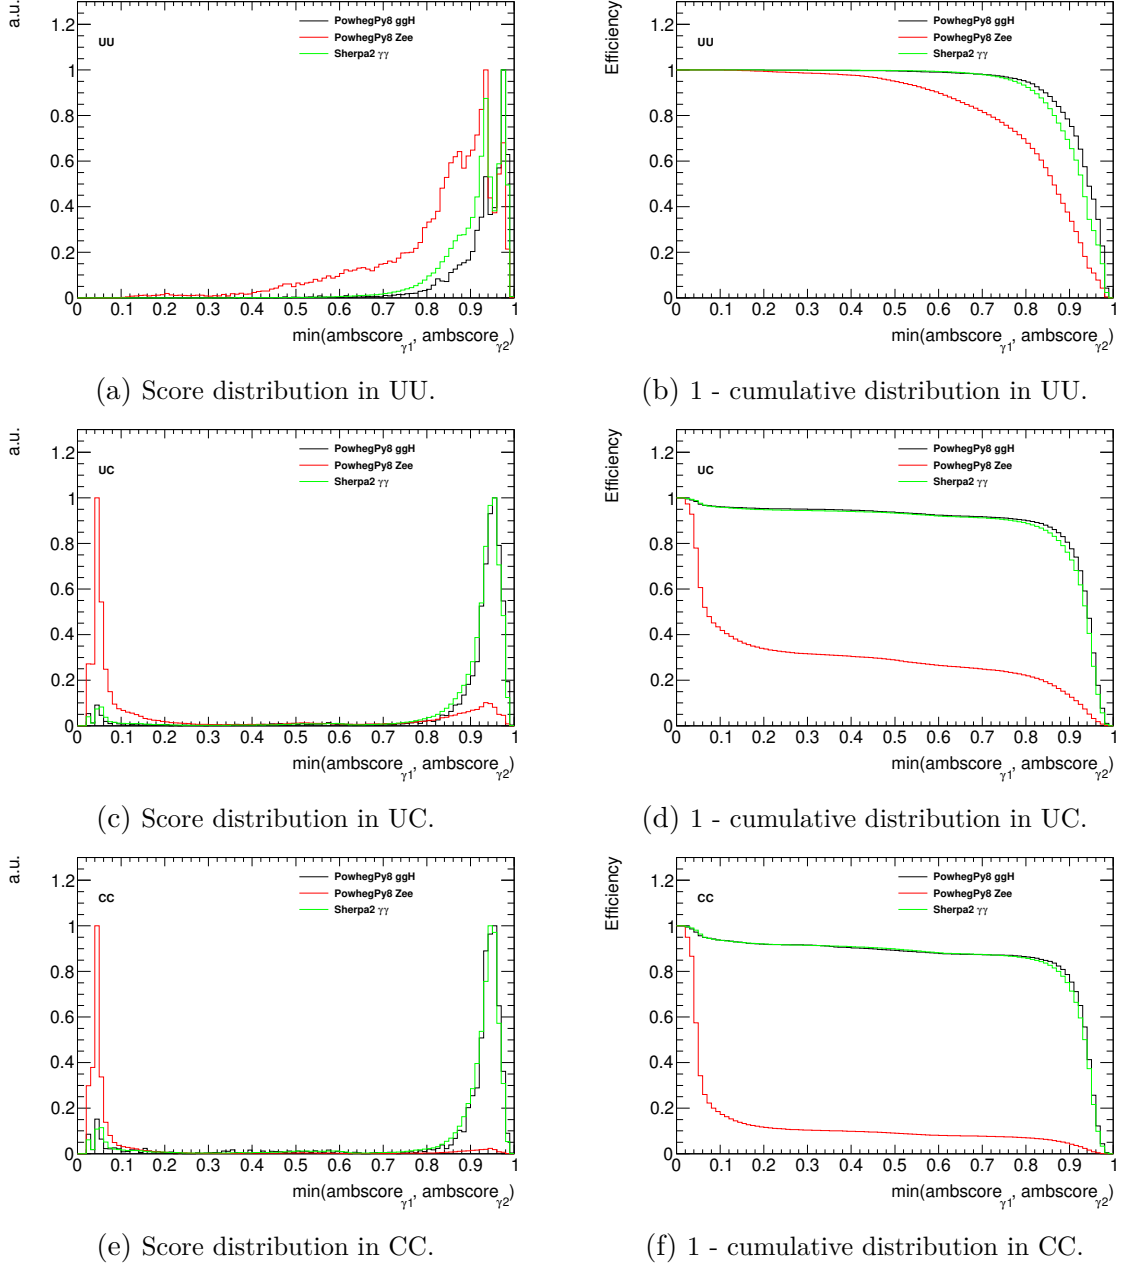 a.u.
1.2
1
0.8
0.6
0.4
0.2
0
UU
PowhegPy8 ggH
PowhegPy8 Zee
Sherpa2 γγ
0 0.1 0.2 0.3 0.4 0.5 0.6 0.7 0.8 0.9 1
min(ambscoreγ1, ambscoreγ2)
(a) Score distribution in UU.
Efficiency
1.2
1
0.8
0.6
0.4
0.2
0
UU
PowhegPy8 ggH
PowhegPy8 Zee
Sherpa2 γγ
0 0.1 0.2 0.3 0.4 0.5 0.6 0.7 0.8 0.9 1
min(ambscoreγ1, ambscoreγ2)
(b) 1 - cumulative distribution in UU.
a.u.
1.2
1
0.8
0.6
0.4
0.2
0
UC
PowhegPy8 ggH
PowhegPy8 Zee
Sherpa2 γγ
0 0.1 0.2 0.3 0.4 0.5 0.6 0.7 0.8 0.9 1
min(ambscoreγ1, ambscoreγ2)
(c) Score distribution in UC.
Efficiency
1.2
1
0.8
0.6
0.4
0.2
0
UC
PowhegPy8 ggH
PowhegPy8 Zee
Sherpa2 γγ
0 0.1 0.2 0.3 0.4 0.5 0.6 0.7 0.8 0.9 1
min(ambscoreγ1, ambscoreγ2)
(d) 1 - cumulative distribution in UC.
a.u.
1.2
1
0.8
0.6
0.4
0.2
0
CC
PowhegPy8 ggH
PowhegPy8 Zee
Sherpa2 γγ
0 0.1 0.2 0.3 0.4 0.5 0.6 0.7 0.8 0.9 1
min(ambscoreγ1, ambscoreγ2)
(e) Score distribution in CC.
Efficiency
1.2
1
0.8
0.6
0.4
0.2
0
CC
PowhegPy8 ggH
PowhegPy8 Zee
Sherpa2 γγ
0 0.1 0.2 0.3 0.4 0.5 0.6 0.7 0.8 0.9 1
min(ambscoreγ1, ambscoreγ2)
(f) 1 - cumulative distribution in CC.